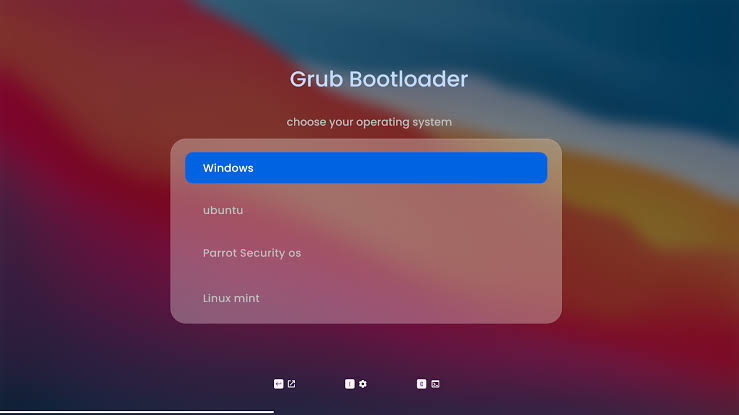 Grub Bootloader
choose your operating system
Windows
ubuntu
Parrot Security os
Linux mint